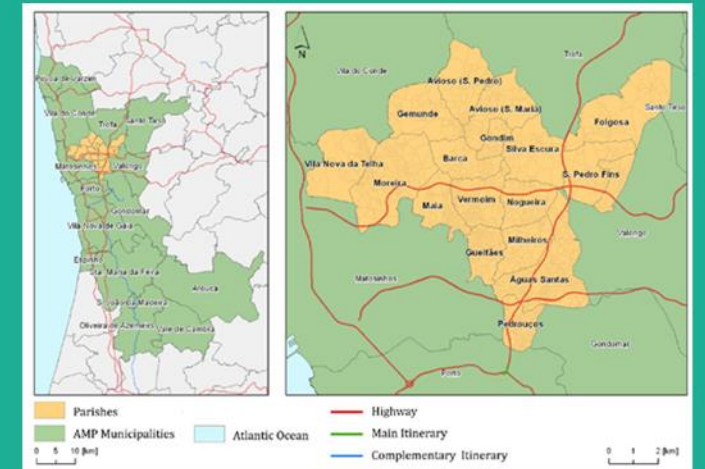 Póvoa de Varzim
Vila do Conde
Trofa
Santo Tirso
Matosinhos
Valongo
Porto
Gondomar
Vila Nova de Gaia
Espinho
Sta. Maria da Feira
Arouca
S. João da Madeira
Oliveira de Azeméis
Vale de Cambra
N
Vila do Conde
Trofa
Avioso (S. Pedro)
Gemunde
Avioso (S. Maria)
Folgosa
Santo Tirso
Gondim
Silva Escura
Vila Nova da Telha
Barca
S. Pedro Fins
Moreira
Maia
Vermoim
Nogueira
Milheirós
Valongo
Gueifães
Matosinhos
Águas Santas
Pedrouços
Gondomar
Porto
Parishes
AMP Municipalities
Atlantic Ocean
Highway
Main Itinerary
Complementary Itinerary
0 5 10 [km]
0 1 2 [km]